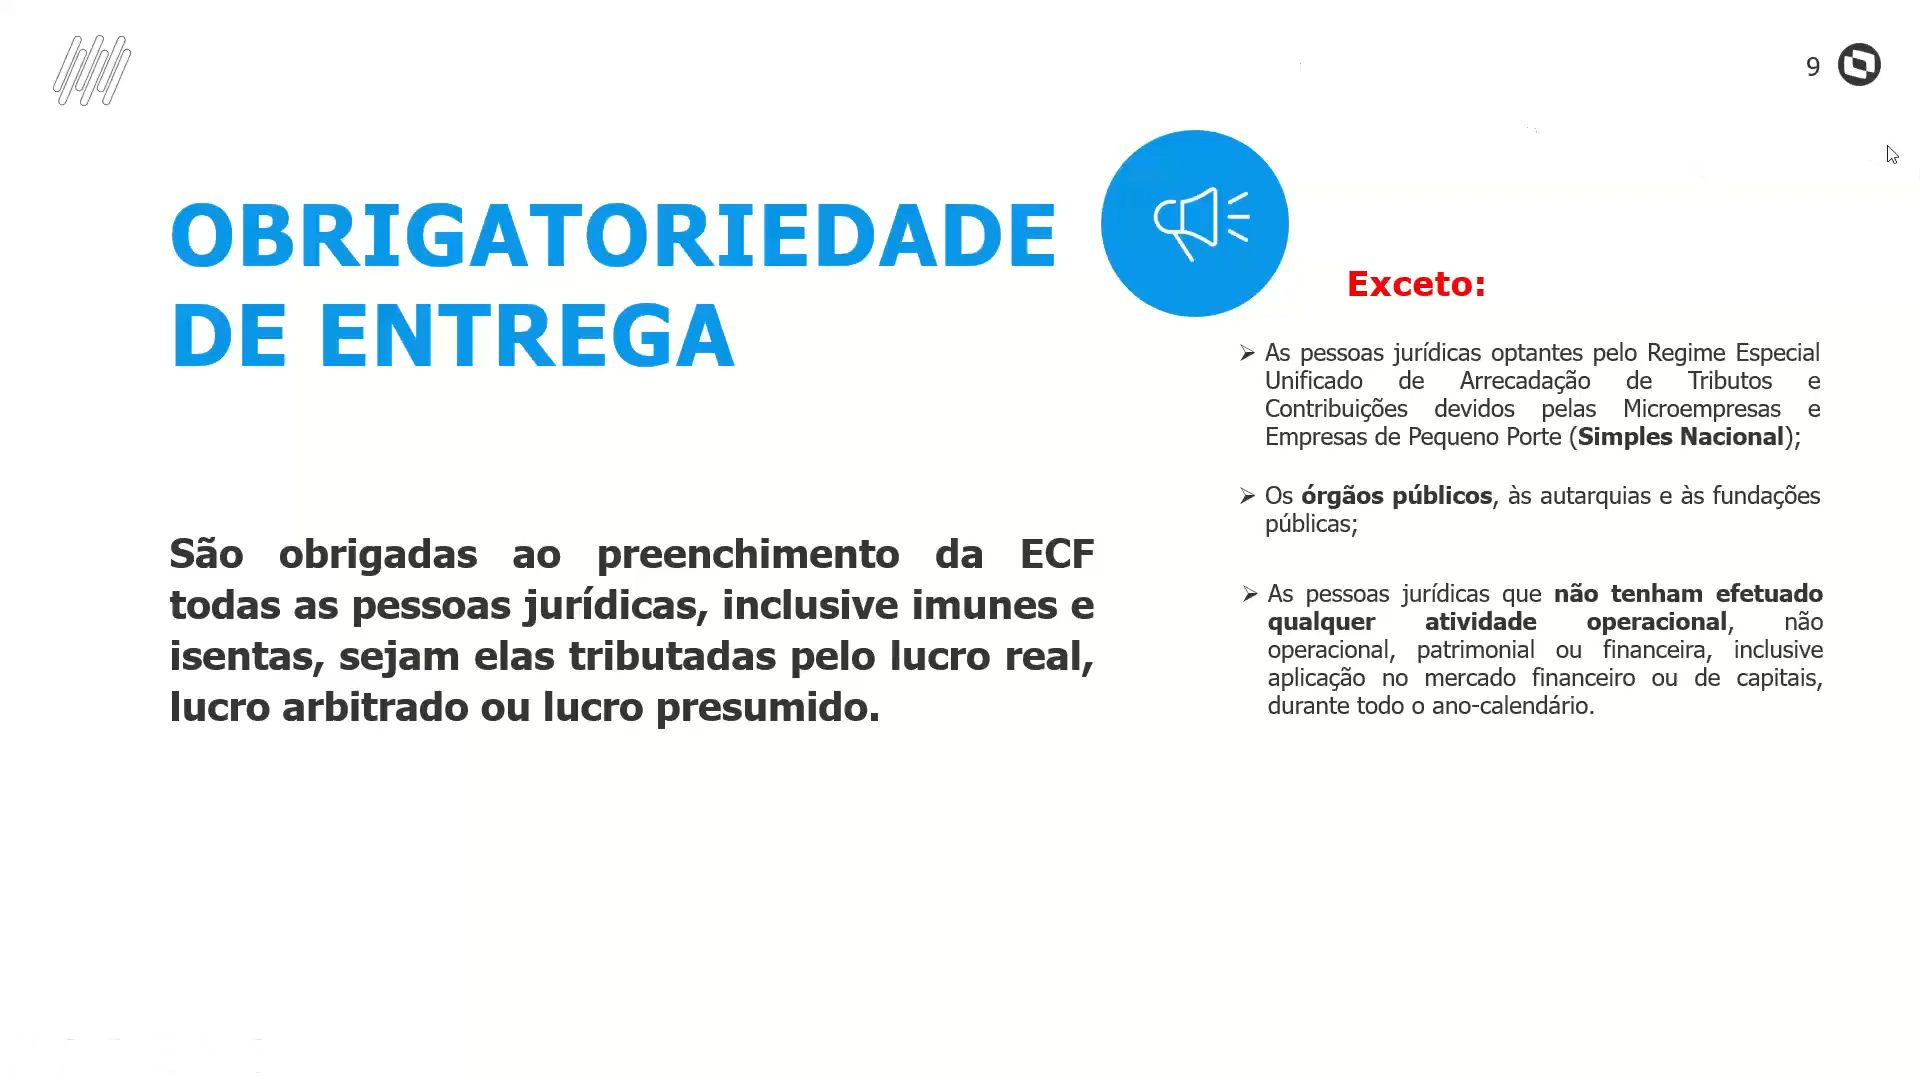 9
OBRIGATORIEDADE
DE ENTREGA
São obrigadas ao preenchimento da ECF
todas as pessoas jurídicas, inclusive imunes e
isentas, sejam elas tributadas pelo lucro real,
lucro arbitrado ou lucro presumido.
Exceto:
As pessoas jurídicas optantes pelo Regime Especial
Unificado de Arrecadação de Tributos e
Contribuições devidos pelas Microempresas e
Empresas de Pequeno Porte (Simples Nacional);
Os órgãos públicos, às autarquias e às fundações
públicas;
As pessoas jurídicas que não tenham efetuado
qualquer atividade operacional, não
operacional, patrimonial ou financeira, inclusive
aplicação no mercado financeiro ou de capitais,
durante todo o ano-calendário.